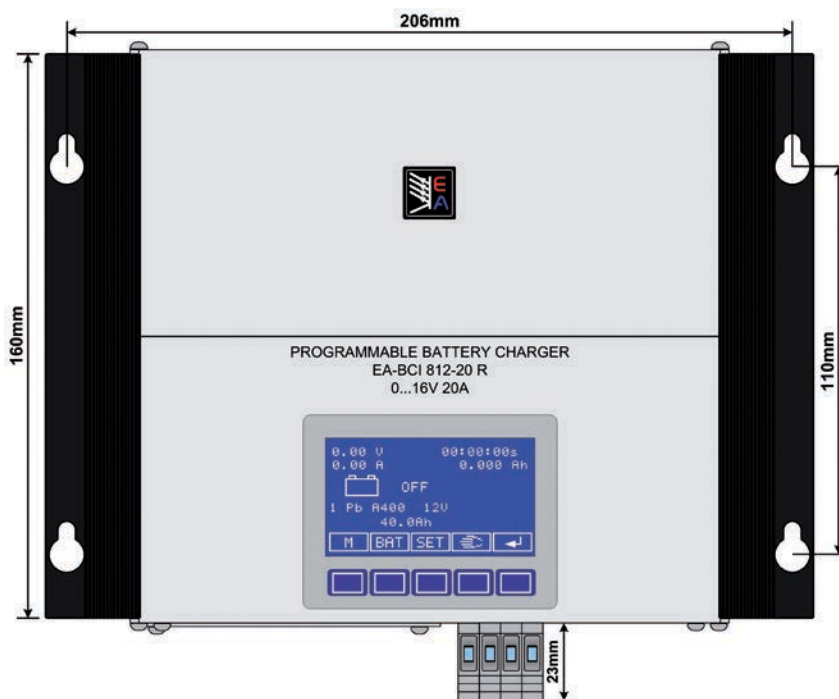 206mm
160mm
EA
110mm
PROGRAMMABLE BATTERY CHARGER
EA-BCI 812-20 R
0...16V 20A
0.00 V 00:00:00s
0.00 A 0.000 Ah
OFF
1 Pb A400 12V
40.0Ah
M BAT SET
23mm